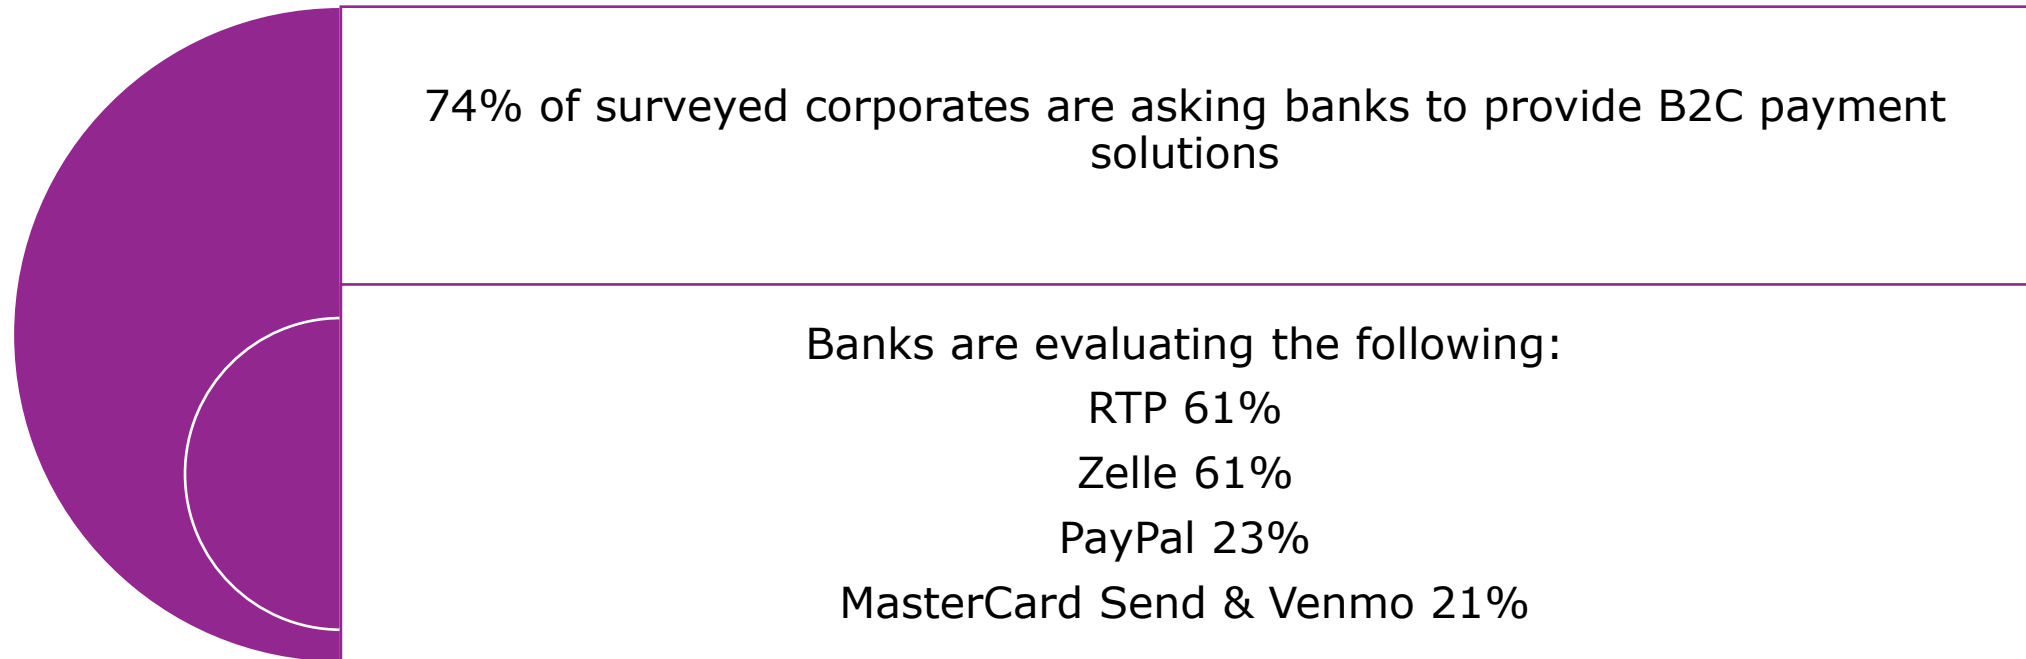 74% of surveyed corporates are asking banks to provide B2C payment
solutions
Banks are evaluating the following:
RTP 61%
Zelle 61%
PayPal 23%
MasterCard Send & Venmo 21%